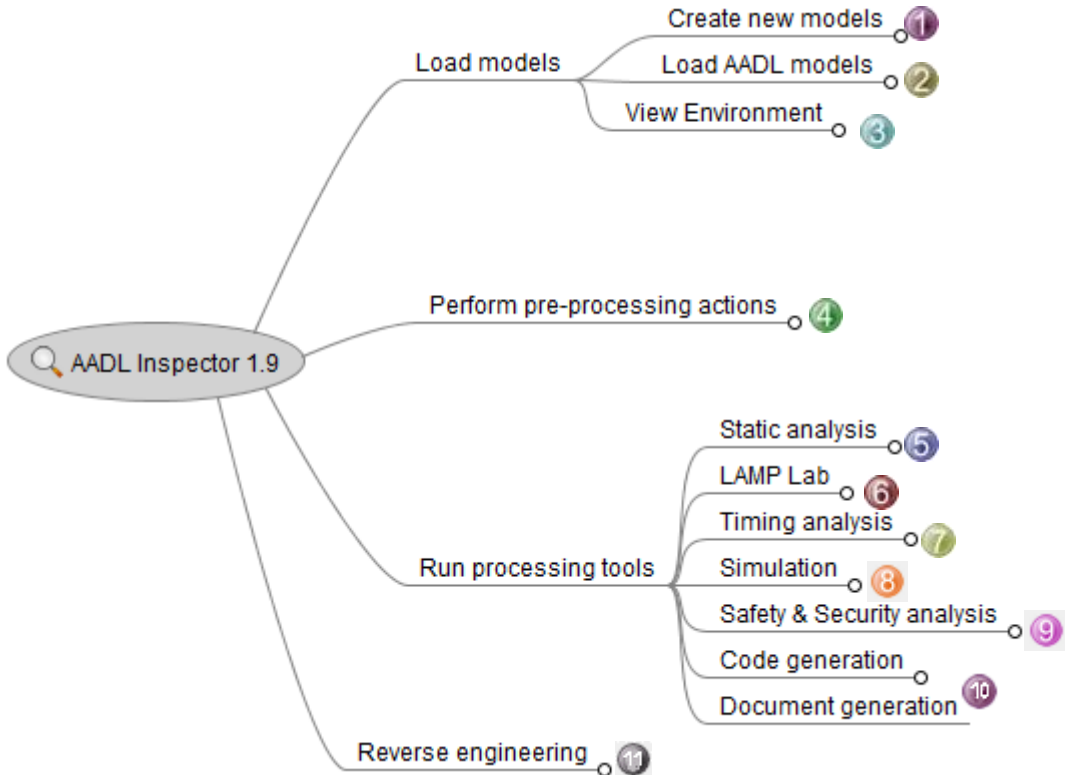 Create new models 1
Load models
Load AADL models 2
View Environment 3
Perform pre-processing actions 4
AADL Inspector 1.9
Static analysis 5
LAMP Lab 6
Timing analysis 7
Run processing tools
Simulation 8
Safety & Security analysis 9
Code generation
10
Document generation
Reverse engineering 11